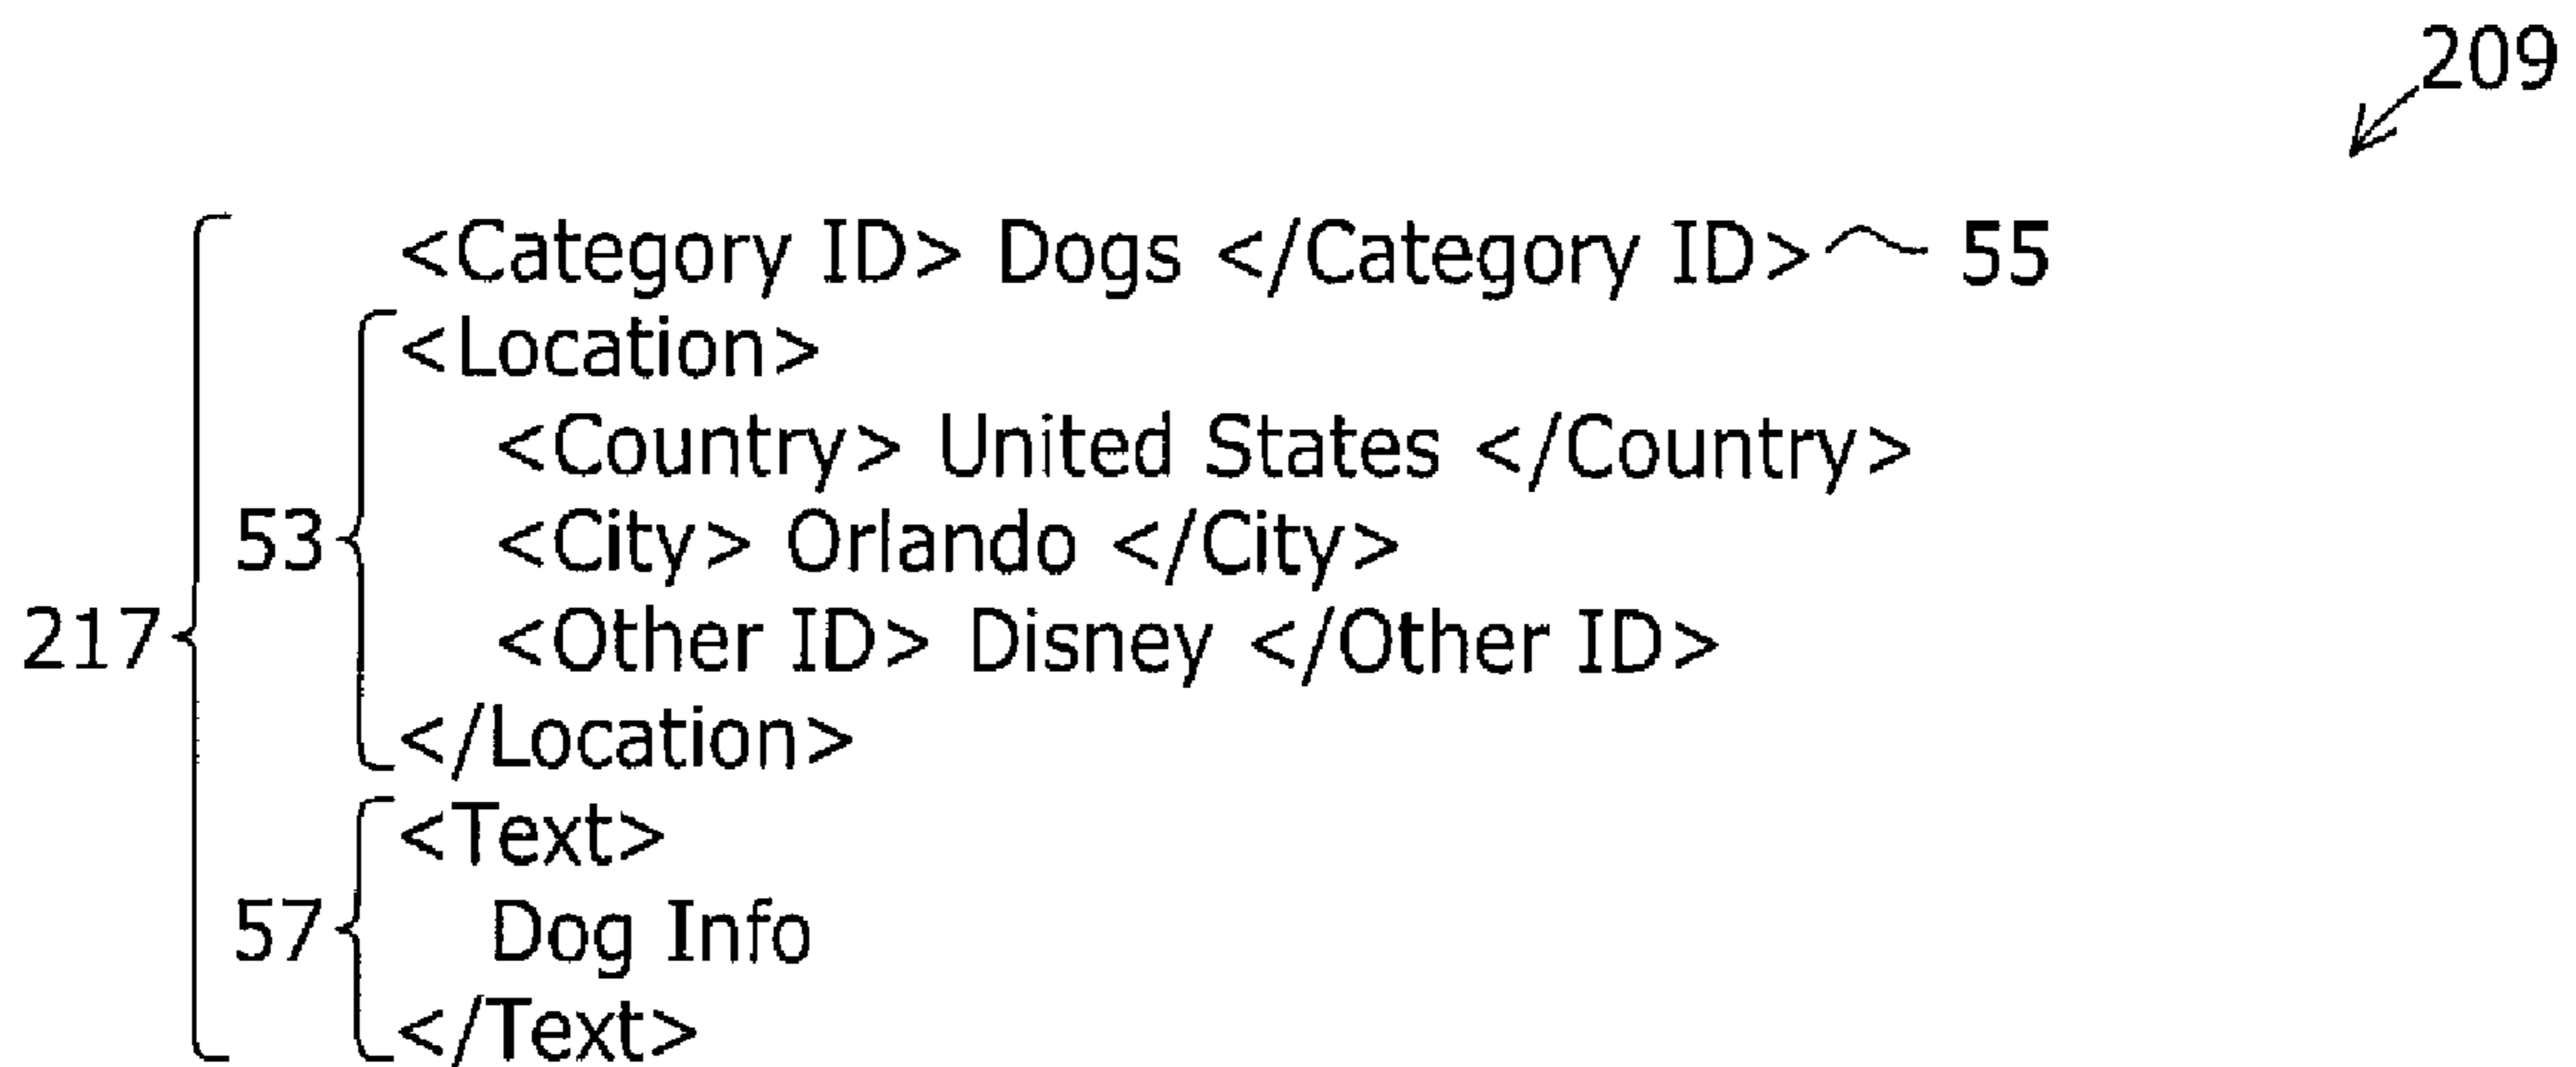 209
<Category ID> Dogs </Category ID> 55
<Location>
<Country> United States </Country>
53 <City> Orlando </City>
217 <Other ID> Disney </Other ID>
</Location>
<Text>
57 Dog Info
</Text>